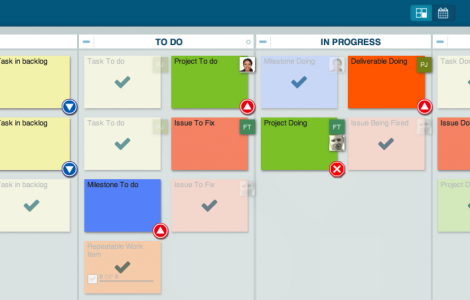 TO DO
IN PROGRESS
Task in backlog
Task To do
Project To do
Milestone Doing
Deliverable Doing
PJ
Task Don
Task in backlog
Task To do
Issue To Fix
FT
Project Doing
FT
Issue Being Fixed
Issue Do
Task in backlog
Milestone To do
Issue To Fix
Project D
Repeatable Work
Item